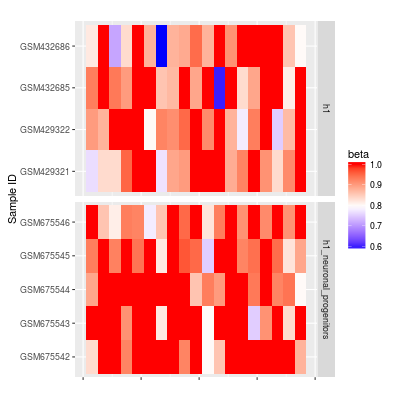 GSM432686
GSM432685
GSM429322
GSM429321
h1
GSM675546
GSM675545
GSM675544
GSM675543
GSM675542
h1_neuronal_progenitors
Sample ID
beta
1.0
0.9
0.8
0.7
0.6